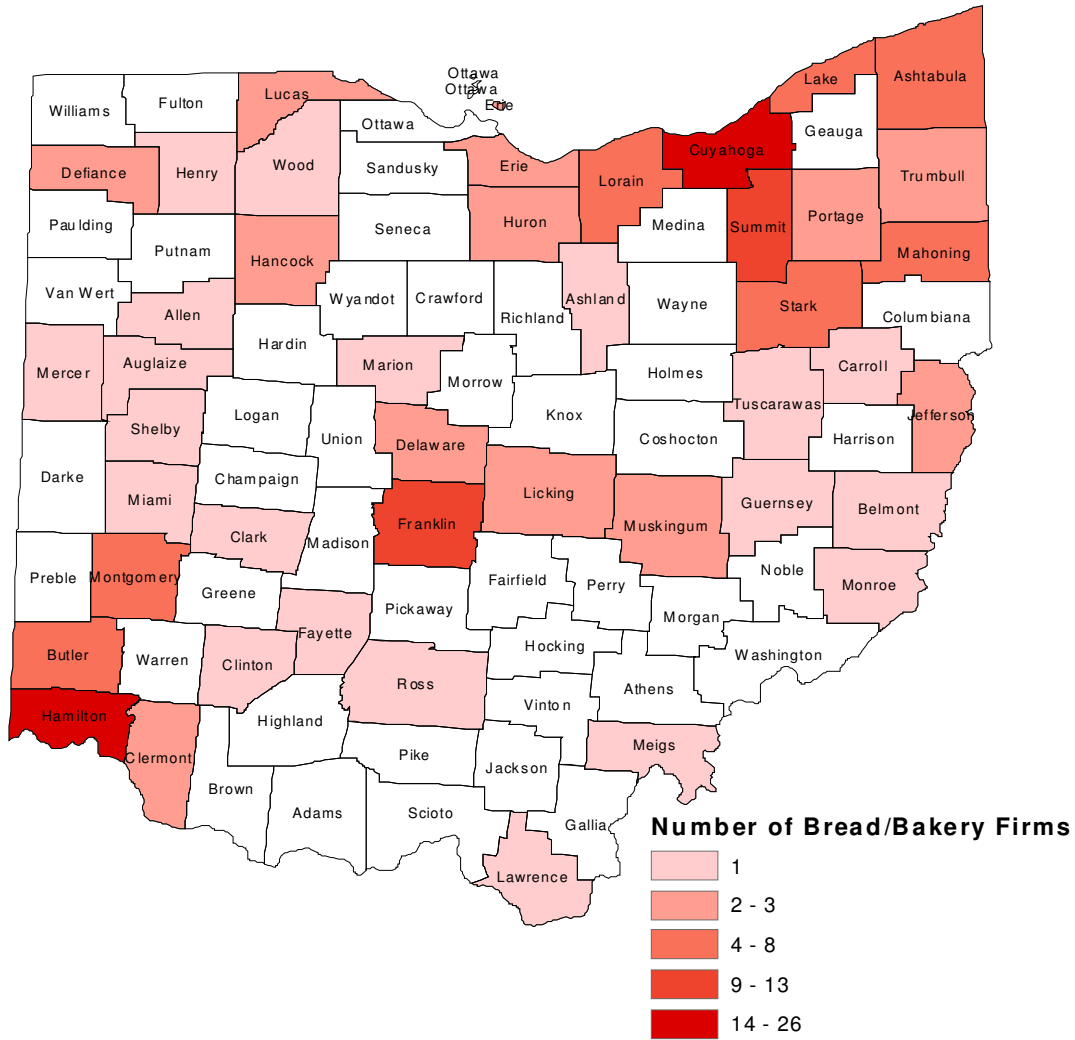 Ottawa
Ottawa
Erie
Lake
Ashtabula
Williams
Fulton
Lucas
Ottawa
Geauga
Cuyahoga
Defiance
Henry
Wood
Sandusky
Erie
Lorain
Trumbull
Paulding
Putnam
Hancock
Seneca
Huron
Medina
Summit
Portage
Mahoning
Van Wert
Allen
Wyandot
Crawford
Richland
Ashland
Wayne
Stark
Columbiana
Mercer
Auglaize
Hardin
Marion
Morrow
Holmes
Carroll
Shelby
Logan
Union
Delaware
Knox
Coshocton
Tuscarawas
Harrison
Jefferson
Darke
Miami
Champaign
Licking
Muskingum
Guernsey
Belmont
Clark
Madison
Franklin
Preble
Montgomery
Greene
Fairfield
Perry
Noble
Monroe
Pickaway
Morgan
Butler
Warren
Clinton
Fayette
Ross
Hocking
Athens
Washington
Hamilton
Clermont
Highland
Vinton
Meigs
Brown
Adams
Pike
Jackson
Scioto
Gallia
Lawrence
Number of Bread/Bakery Firms
1
2 - 3
4 - 8
9 - 13
14 - 26